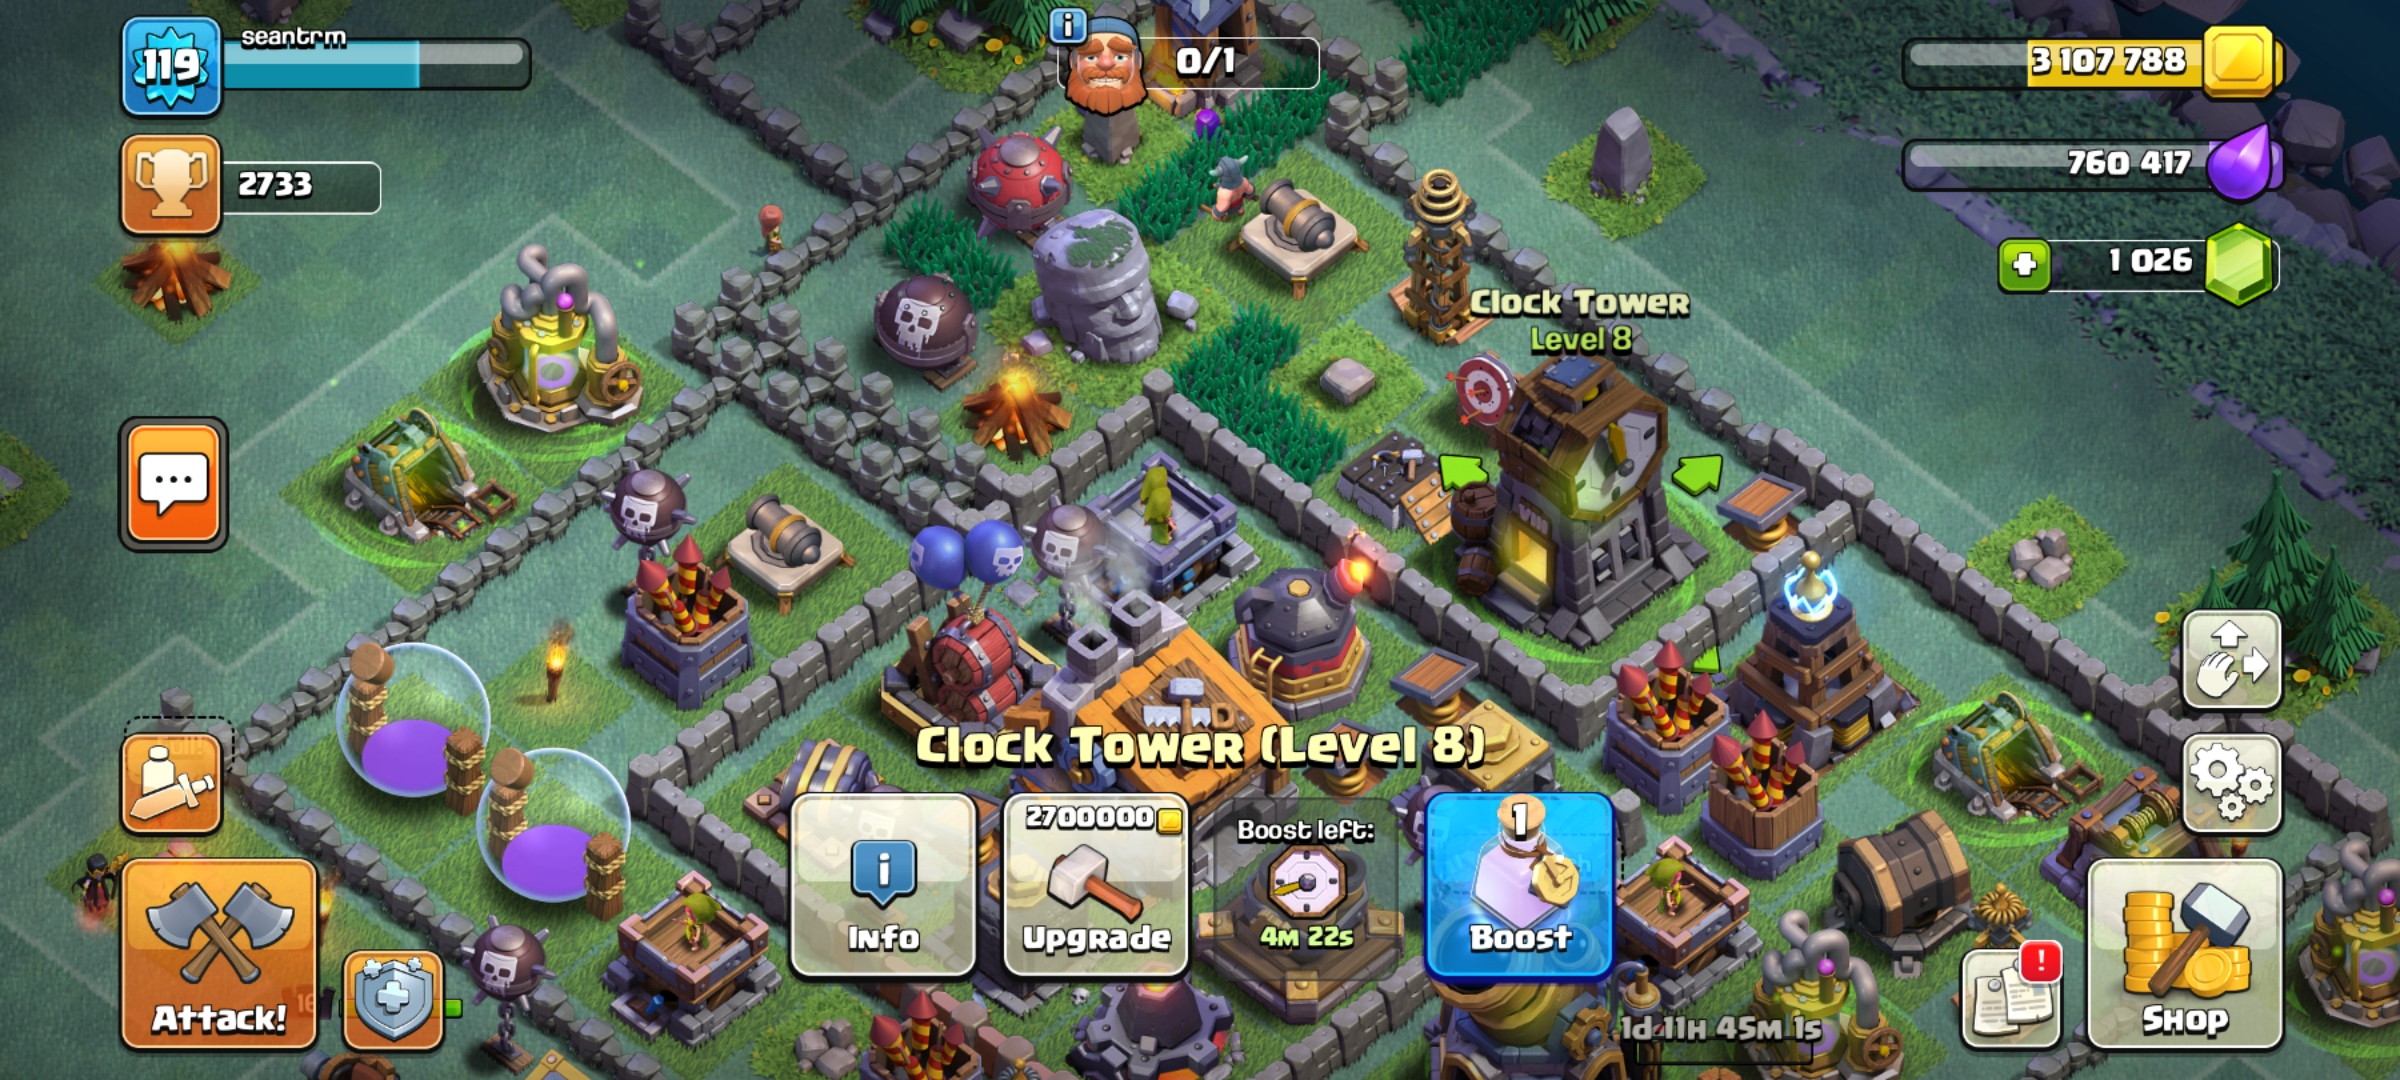 119
seantrm
0/1
3 107 788
2733
760 417
1 026
Clock Tower
Level 8
VIII
Clock Tower (Level 8)
2700000
Boost left:
1
Info
Upgrade
4M 22s
Boost
Attack!
1d 11H 45M 1s
!
Shop